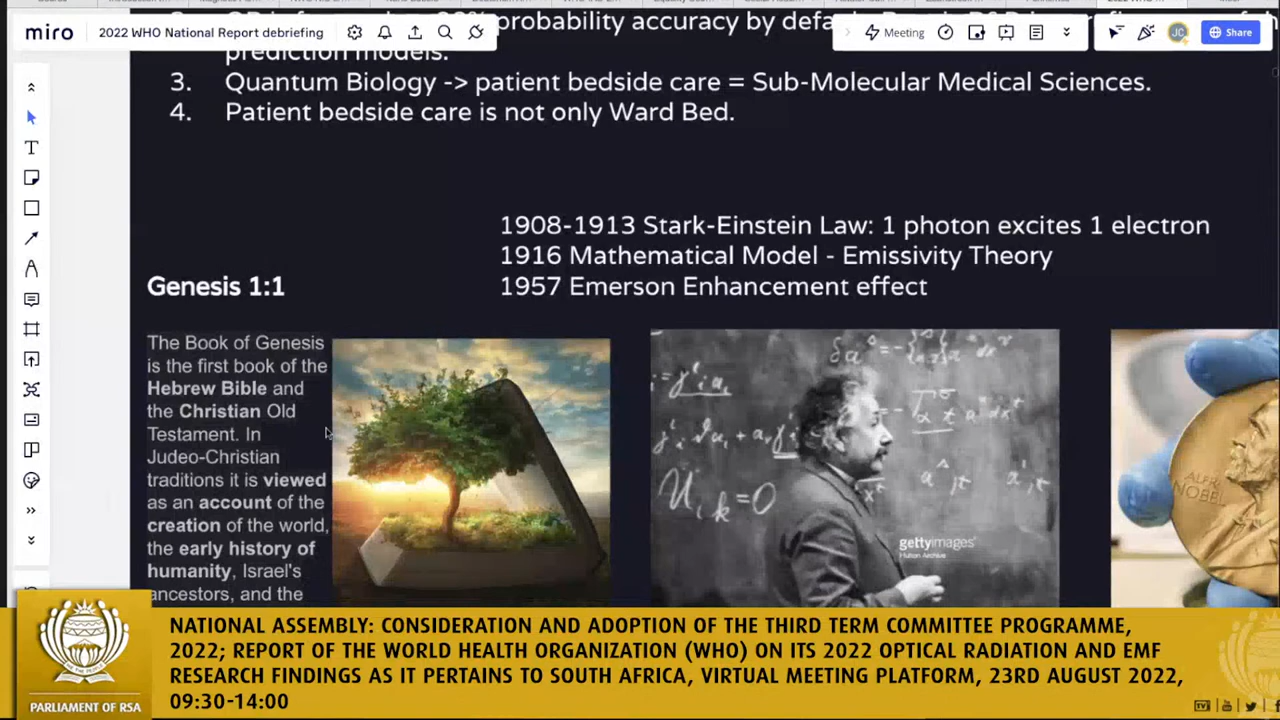 probability accuracy by
miro
2022 WHO National Report debriefing
Meeting
JC
Share
prediction models.
3. Quantum Biology -> patient bedside care = Sub-Molecular Medical Sciences.
4. Patient bedside care is not only Ward Bed.
1908-1913 Stark-Einstein Law: 1 photon excites 1 electron
1916 Mathematical Model - Emissivity Theory
1957 Emerson Enhancement effect
Genesis 1:1
The Book of Genesis
is the first book of the
Hebrew Bible and
the Christian Old
Testament. In
Judeo-Christian
traditions it is viewed
as an account of the
creation of the world,
the early history of
humanity, Israel's
ancestors, and the
gettyimages
Hulton Archive
NOBEL
NATIONAL ASSEMBLY: CONSIDERATION AND ADOPTION OF THE THIRD TERM COMMITTEE PROGRAMME,
2022; REPORT OF THE WORLD HEALTH ORGANIZATION (WHO) ON ITS 2022 OPTICAL RADIATION AND EMF
RESEARCH FINDINGS AS IT PERTAINS TO SOUTH AFRICA, VIRTUAL MEETING PLATFORM, 23RD AUGUST 2022,
09:30-14:00
PARLIAMENT OF RSA